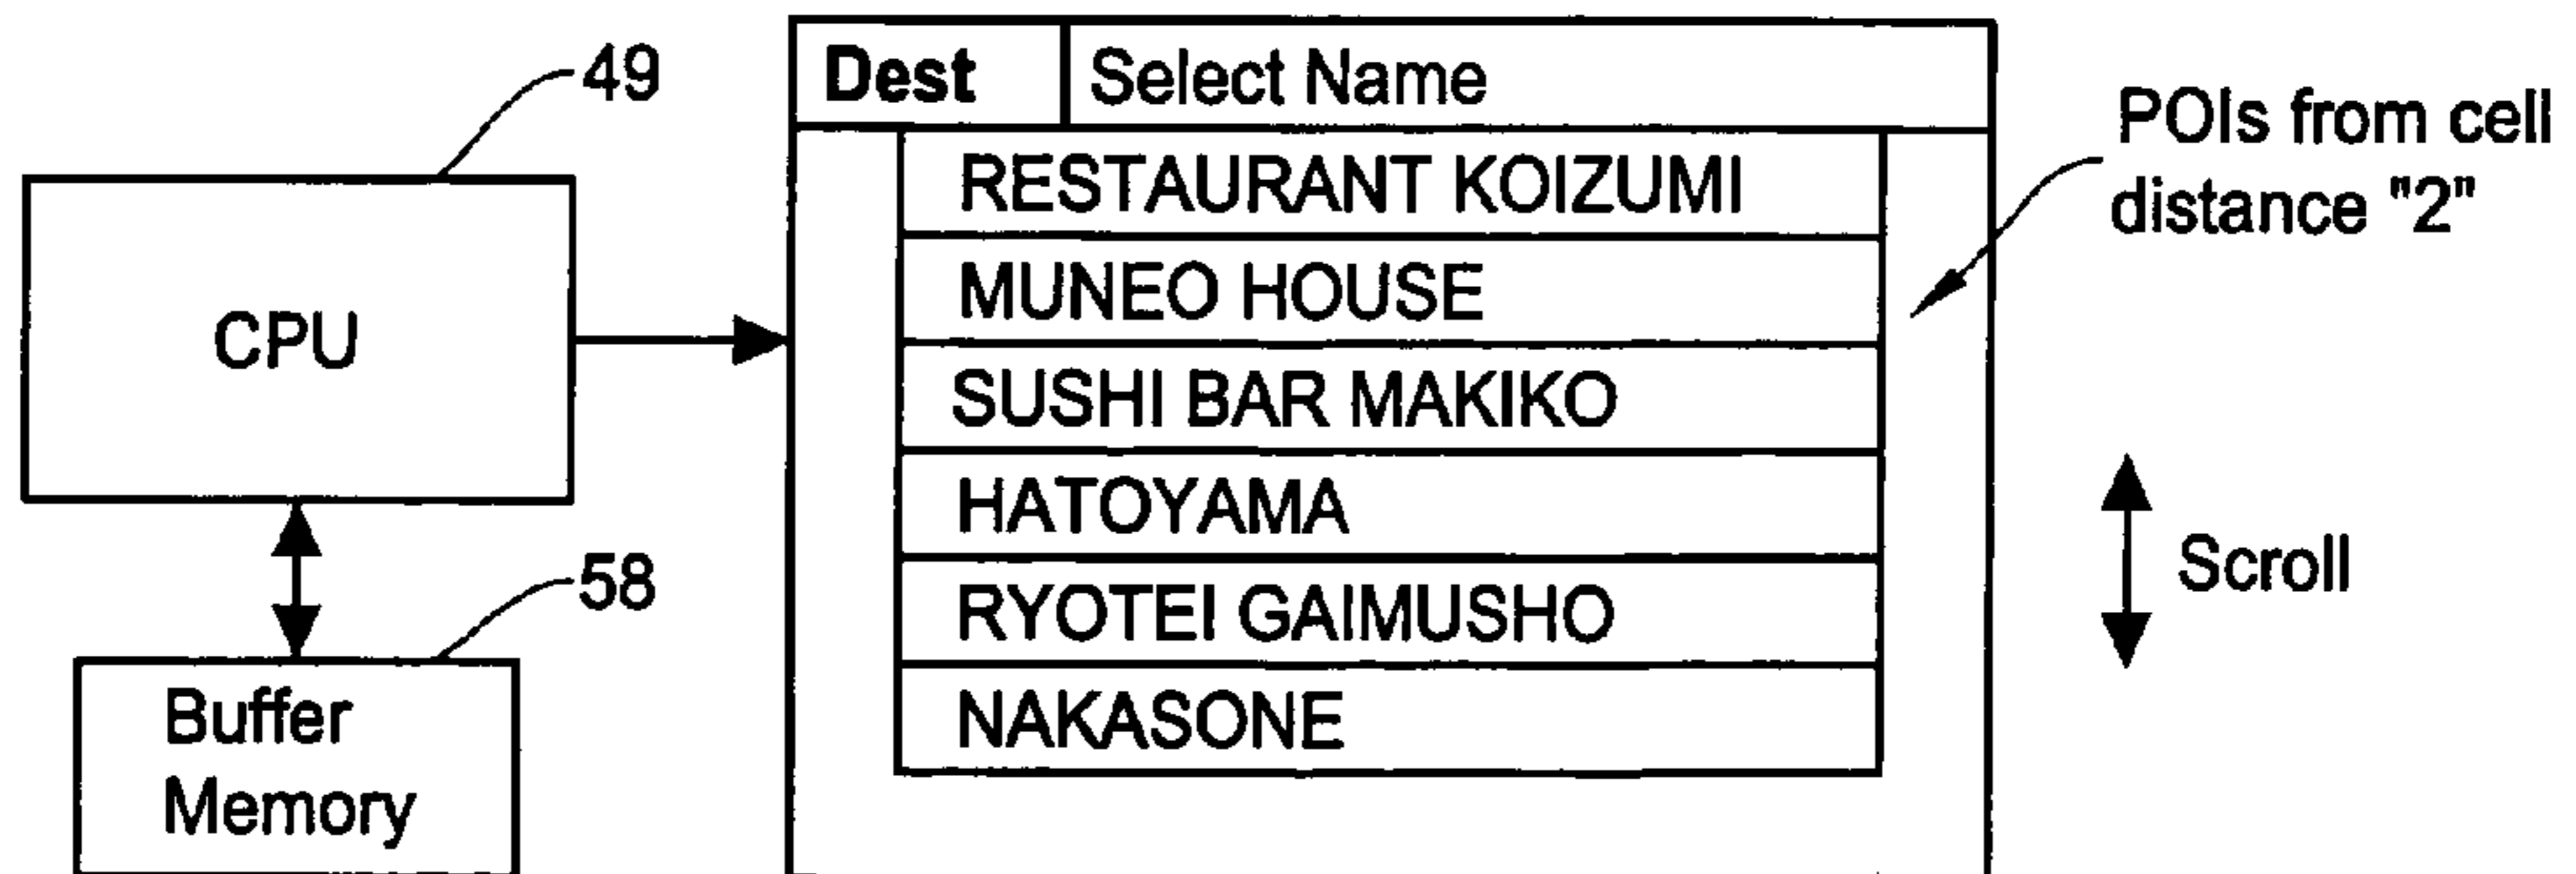 49
CPU
58
Buffer
Memory
Dest
Select Name
RESTAURANT KOIZUMI
MUNEO HOUSE
SUSHI BAR MAKIKO
HATOYAMA
RYOTEI GAIMUSHO
NAKASONE
POIs from cell
distance "2"
Scroll